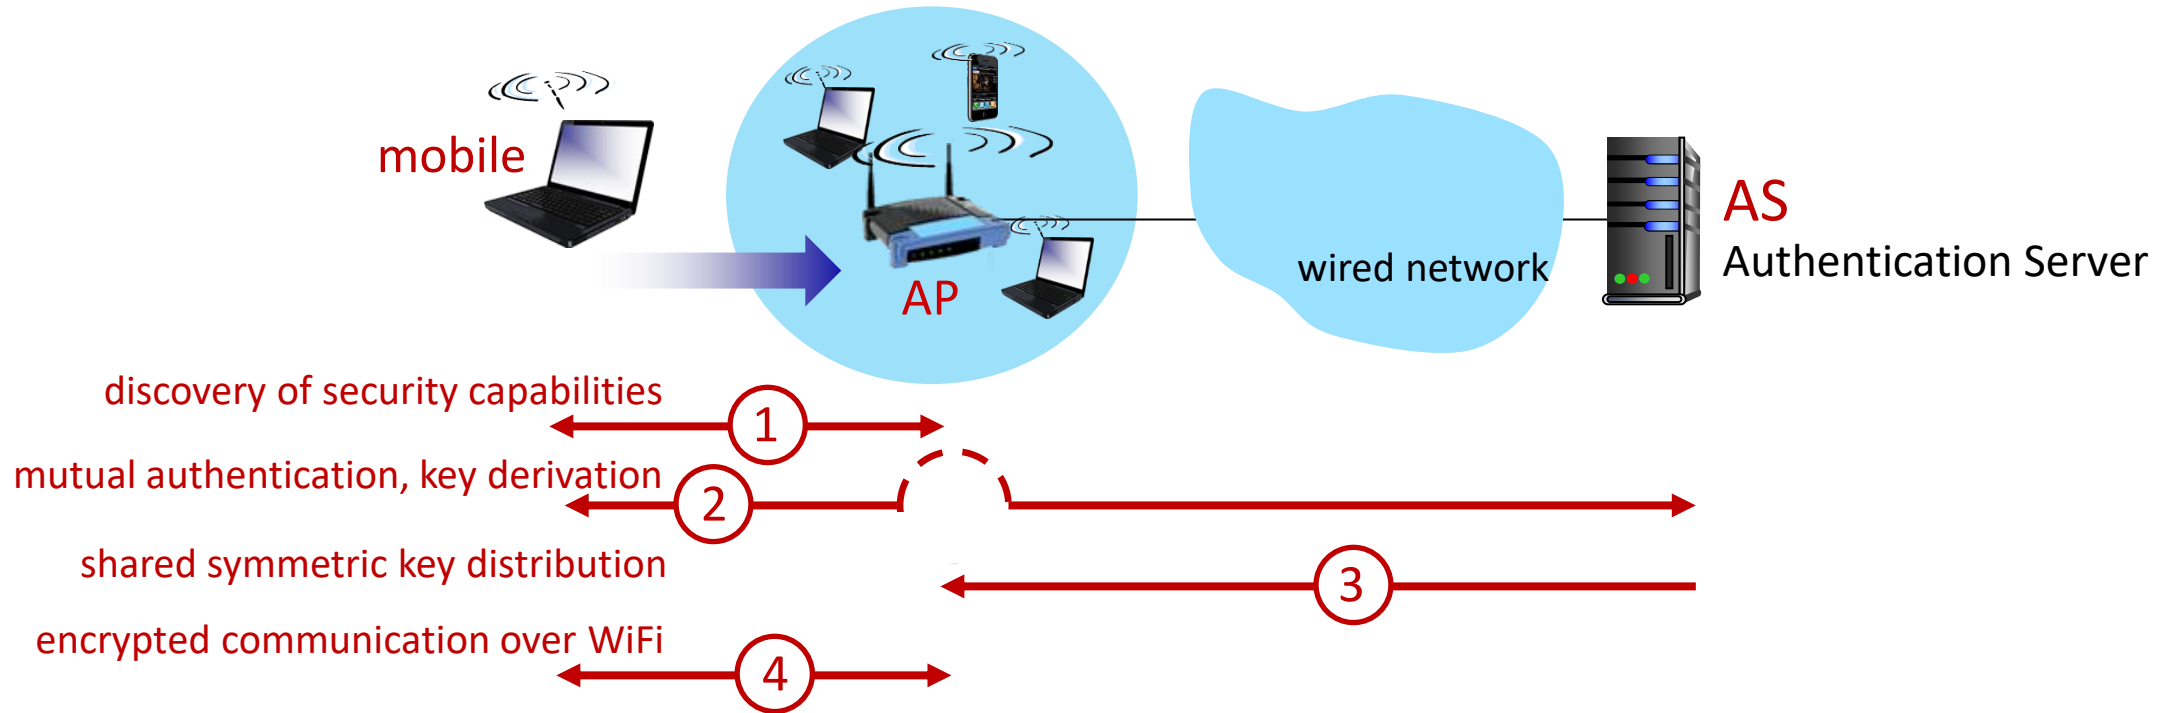 mobile
AP
wired network
AS
Authentication Server
discovery of security capabilities
1
mutual authentication, key derivation
2
shared symmetric key distribution
3
encrypted communication over WiFi
4